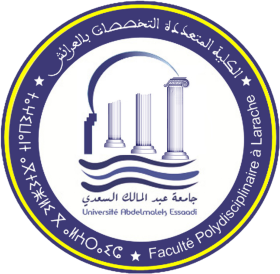 الكلية المتعددة التخصصات بالعرائش
جامعة عبد المالك السعدي
Université Abdelmalek Essaadi
Faculté Polydisciplinaire à Larache